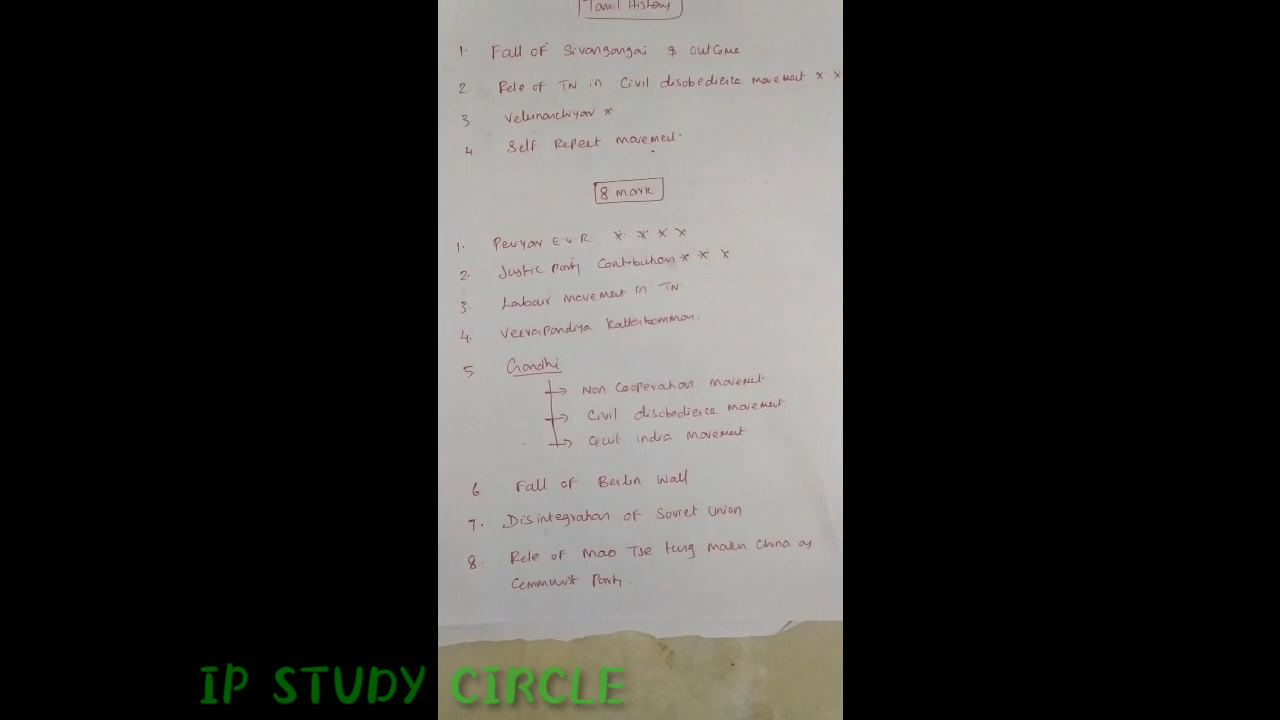 Tamil History
1. Fall of Sivangangai & outcome
2 Role of TN in Civil disobedience movement * *
3 Velunachiyar *
4 Self Repect movement.
8 mark
1. Periyar E.V.R * * * *
2. Justic Party Contribution * * *
3. Labour movement in TN
4. Veerapandiya Kattabomman.
5 Gandhi
→ Non Cooperation movement
→ Civil disobedience movement
→ Quit india movement
6 Fall of Berlin Wall
7. Disintegration of Soviet Union
8. Role of Mao Tse tung makin China as
Communist Party.
IP STUDY CIRCLE